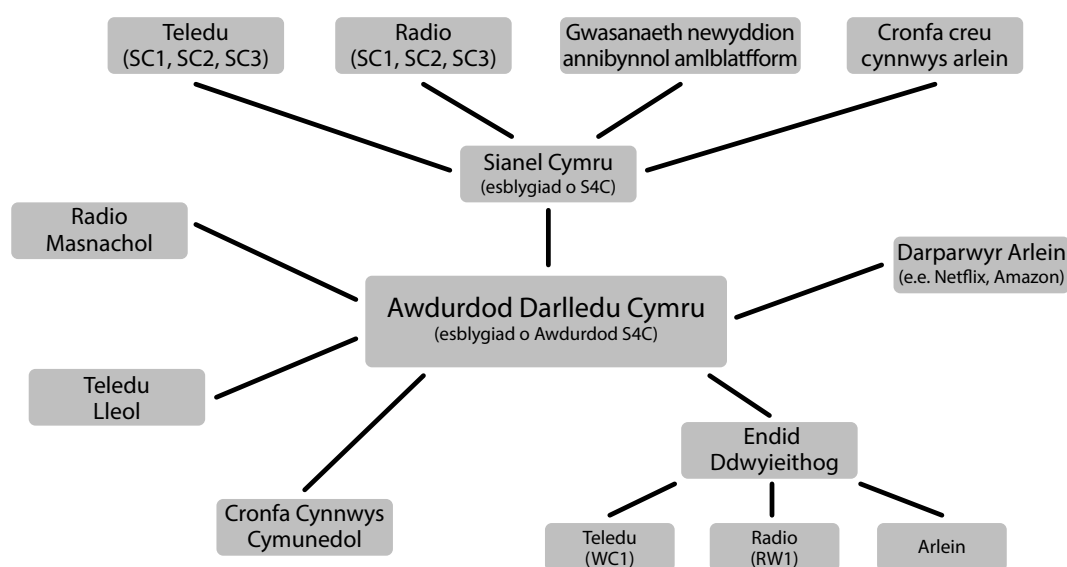 Teledu
(SC1, SC2, SC3)
Radio
(SC1, SC2, SC3)
Gwasanaeth newyddion
annibynnol amlblatfform
Cronfa creu
cynnwys arlein
Sianel Cymru
(esblygiad o S4C)
Radio
Masnachol
Darparwyr Arlein
(e.e. Netflix, Amazon)
Awdurdod Darlledu Cymru
(esblygiad o Awdurdod S4C)
Teledu
Lleol
Endid
Ddwyieithog
Cronfa Cynnwys
Cymunedol
Teledu
(WC1)
Radio
(RW1)
Arlein